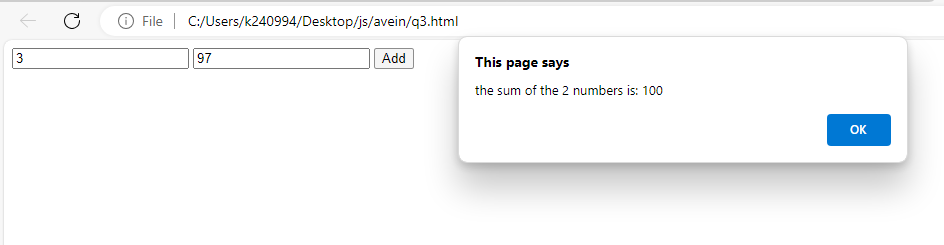 File C:/Users/k240994/Desktop/js/avein/q3.html
3 97 Add
This page says
the sum of the 2 numbers is: 100
OK